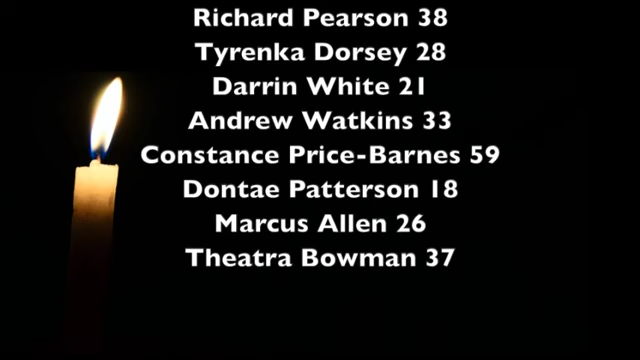 Richard Pearson 38
Tyrenka Dorsey 28
Darrin White 21
Andrew Watkins 33
Constance Price-Barnes 59
Dontae Patterson 18
Marcus Allen 26
Theatra Bowman 37